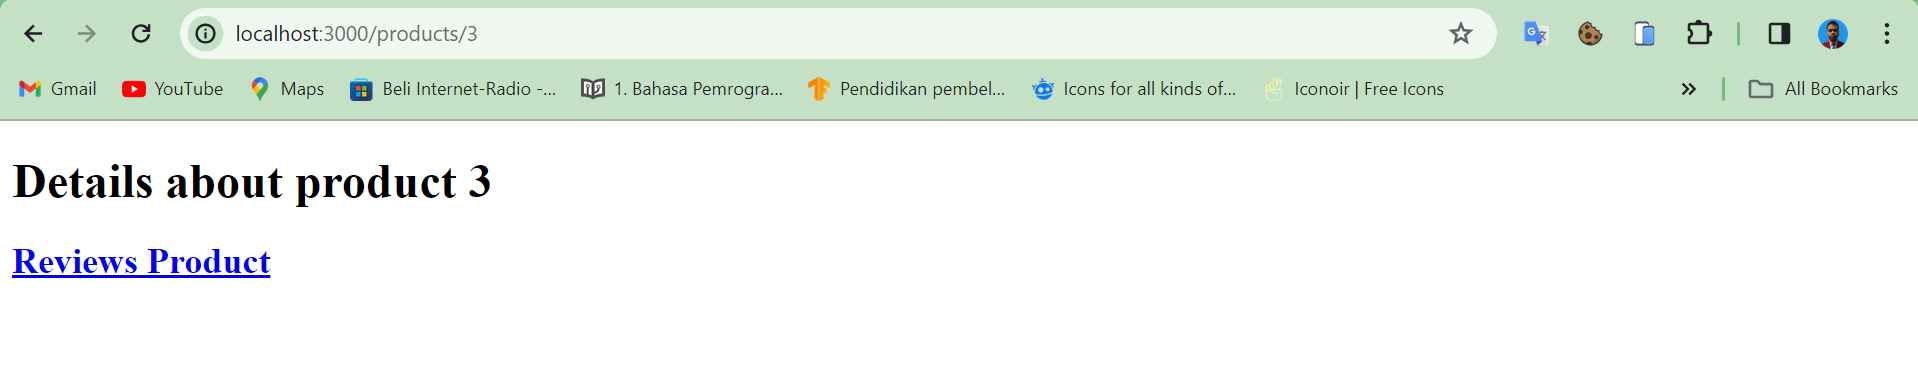 localhost:3000/products/3
Gmail YouTube Maps Beli Internet-Radio -... 1. Bahasa Pemrogra... Pendidikan pembel... Icons for all kinds of... Iconoir | Free Icons » All Bookmarks
Details about product 3
Reviews Product